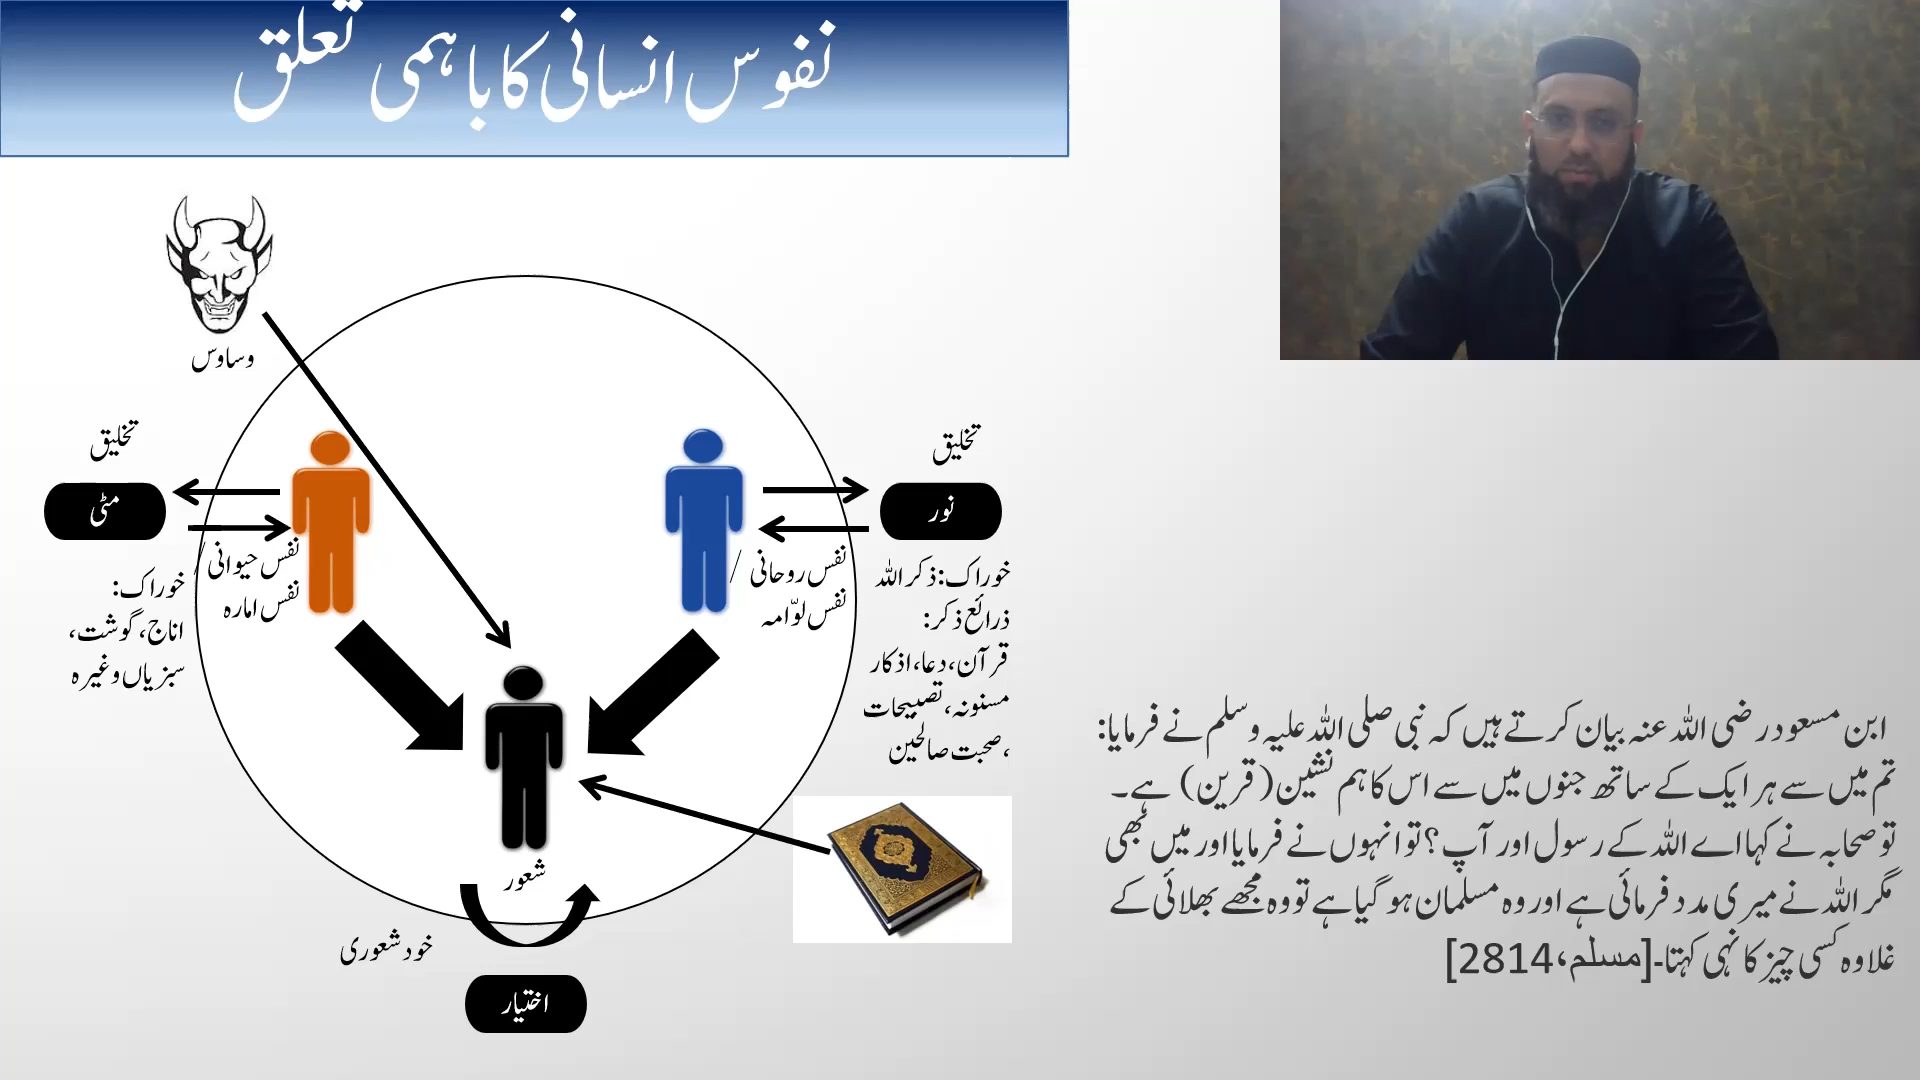 نفوس انسانی کا باہمی تعلق
وساوس
تخلیق
مٹی
خوراک:
اناج، گوشت،
سبزیاں وغیرہ
نفس حیوانی /
نفس امارہ
تخلیق
نور
نفس روحانی /
نفس لوّامہ
خوراک: ذکر اللہ
ذرائع ذکر:
قرآن، دعا، اذکار
مسنونہ، تصبیحات
، صحبت صالحین
شعور
خود شعوری
اختیار
ابن مسعود رضی اللہ عنہ بیان کرتے ہیں کہ نبی صلی اللہ علیہ وسلم نے فرمایا:
تم میں سے ہر ایک کے ساتھ جنوں میں سے اس کا ہم نشین (قرین) ہے۔
تو صحابہ نے کہا اے اللہ کے رسول اور آپ؟ تو انہوں نے فرمایا اور میں بھی
مگر اللہ نے میری مدد فرمائی ہے اور وہ مسلمان ہو گیا ہے تو وہ مجھے بھلائی کے
غلاوہ کسی چیز کا نہی کہتا۔ [مسلم، 2814]